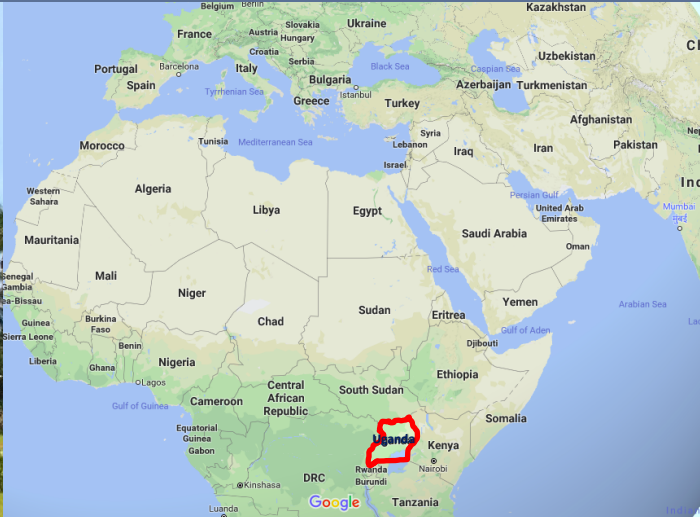 Belgium
Berlin
Kazakhstan
France
Slovakia
Ukraine
Austria
Hungary
Croatia
Serbia
Uzbekistan
Portugal
Barcelona
Italy
Spain
Bulgaria
Black Sea
Caspian Sea
Azerbaijan
Turkmenistan
Tyrrhenian Sea
Istanbul
Greece
Turkey
Afghanistan
Morocco
Tunisia
Mediterranean Sea
Syria
Lebanon
Iraq
Iran
Pakistan
Israel
Western
Sahara
Algeria
Libya
Egypt
Persian Gulf
United Arab
Emirates
Mumbai
मुंबई
Mauritania
Saudi Arabia
Oman
Mali
Niger
Red Sea
Senegal
Gambia
ea-Bissau
Chad
Sudan
Eritrea
Yemen
Arabian Sea
Guinea
Burkina
Faso
Gulf of Aden
Sierra Leone
Benin
Djibouti
Liberia
Ghana
Nigeria
Ethiopia
Lagos
Central
African
Republic
South Sudan
Gulf of Guinea
Cameroon
Somalia
Equatorial
Guinea
Uganda
Kenya
Gabon
Rwanda
Nairobi
DRC
Burundi
Kinshasa
Google
Tanzania
Luanda